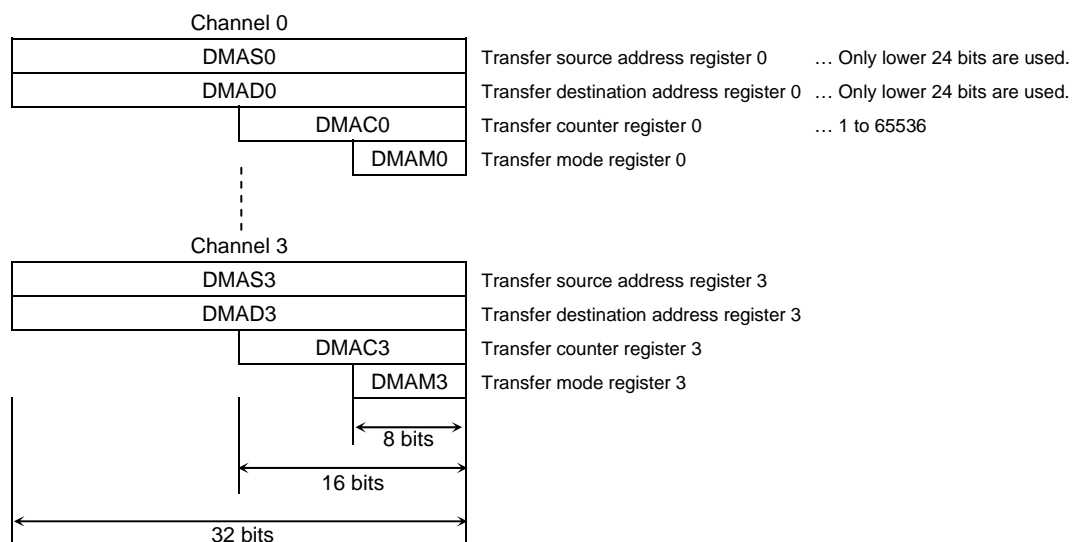 Channel 0
DMAS0 Transfer source address register 0 … Only lower 24 bits are used.
DMAD0 Transfer destination address register 0 … Only lower 24 bits are used.
DMAC0 Transfer counter register 0 … 1 to 65536
DMAM0 Transfer mode register 0
Channel 3
DMAS3 Transfer source address register 3
DMAD3 Transfer destination address register 3
DMAC3 Transfer counter register 3
DMAM3 Transfer mode register 3
8 bits
16 bits
32 bits